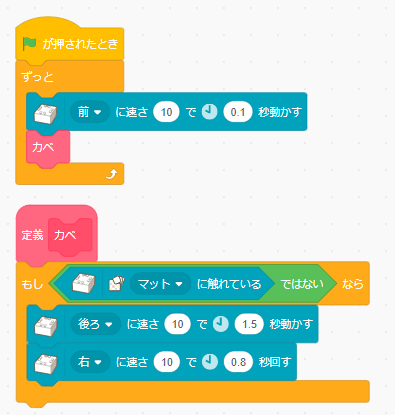 が押されたとき
ずっと
前 に速さ 10 で 0.1 秒動かす
カベ
定義 カベ
もし マット に触れている ではない なら
後ろ に速さ 10 で 1.5 秒動かす
右 に速さ 10 で 0.8 秒回す